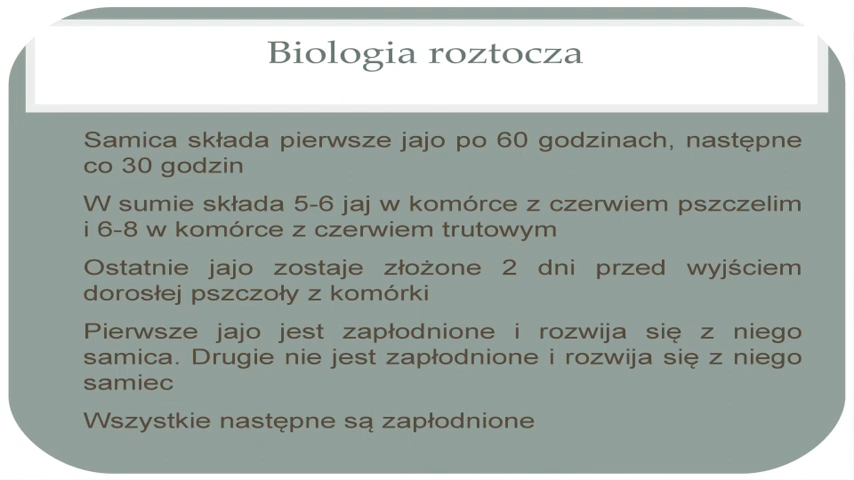 Biologia roztocza
Samica składa pierwsze jajo po 60 godzinach, następne
co 30 godzin
W sumie składa 5-6 jaj w komórce z czerwiem pszczelim
i 6-8 w komórce z czerwiem trutowym
Ostatnie jajo zostaje złożone 2 dni przed wyjściem
dorosłej pszczoły z komórki
Pierwsze jajo jest zapłodnione i rozwija się z niego
samica. Drugie nie jest zapłodnione i rozwija się z niego
samiec
Wszystkie następne są zapłodnione